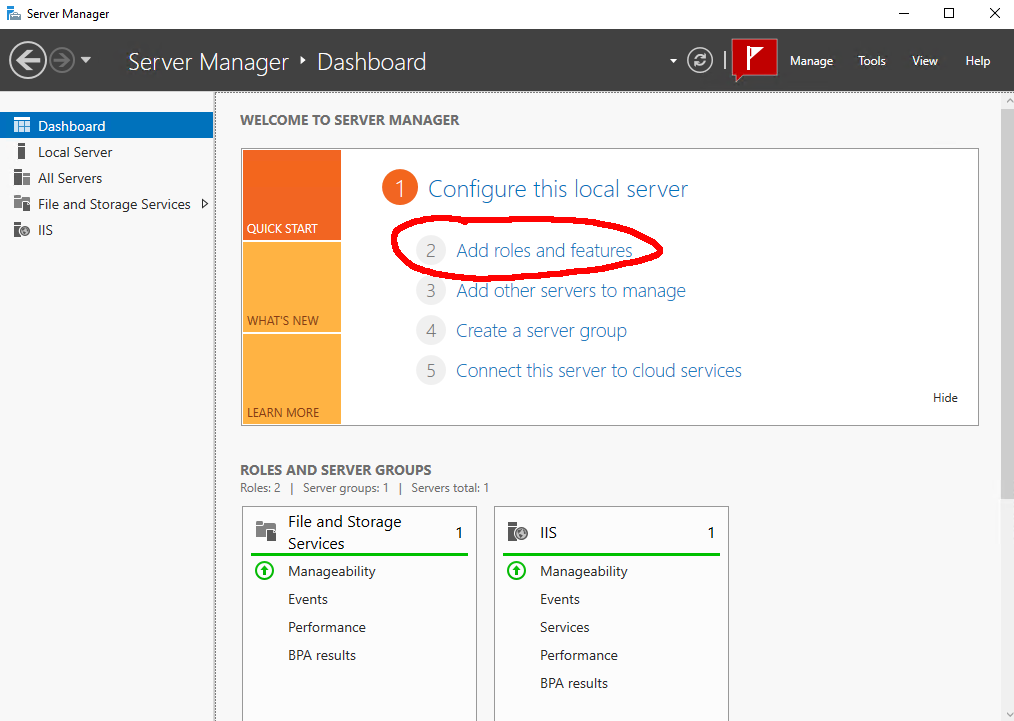 Server Manager
Server Manager ‣ Dashboard
Manage Tools View Help
Dashboard
Local Server
All Servers
File and Storage Services
IIS
WELCOME TO SERVER MANAGER
QUICK START
WHAT'S NEW
LEARN MORE
1 Configure this local server
2 Add roles and features
3 Add other servers to manage
4 Create a server group
5 Connect this server to cloud services
Hide
ROLES AND SERVER GROUPS
Roles: 2 | Server groups: 1 | Servers total: 1
File and Storage
Services 1
Manageability
Events
Performance
BPA results
IIS 1
Manageability
Events
Services
Performance
BPA results